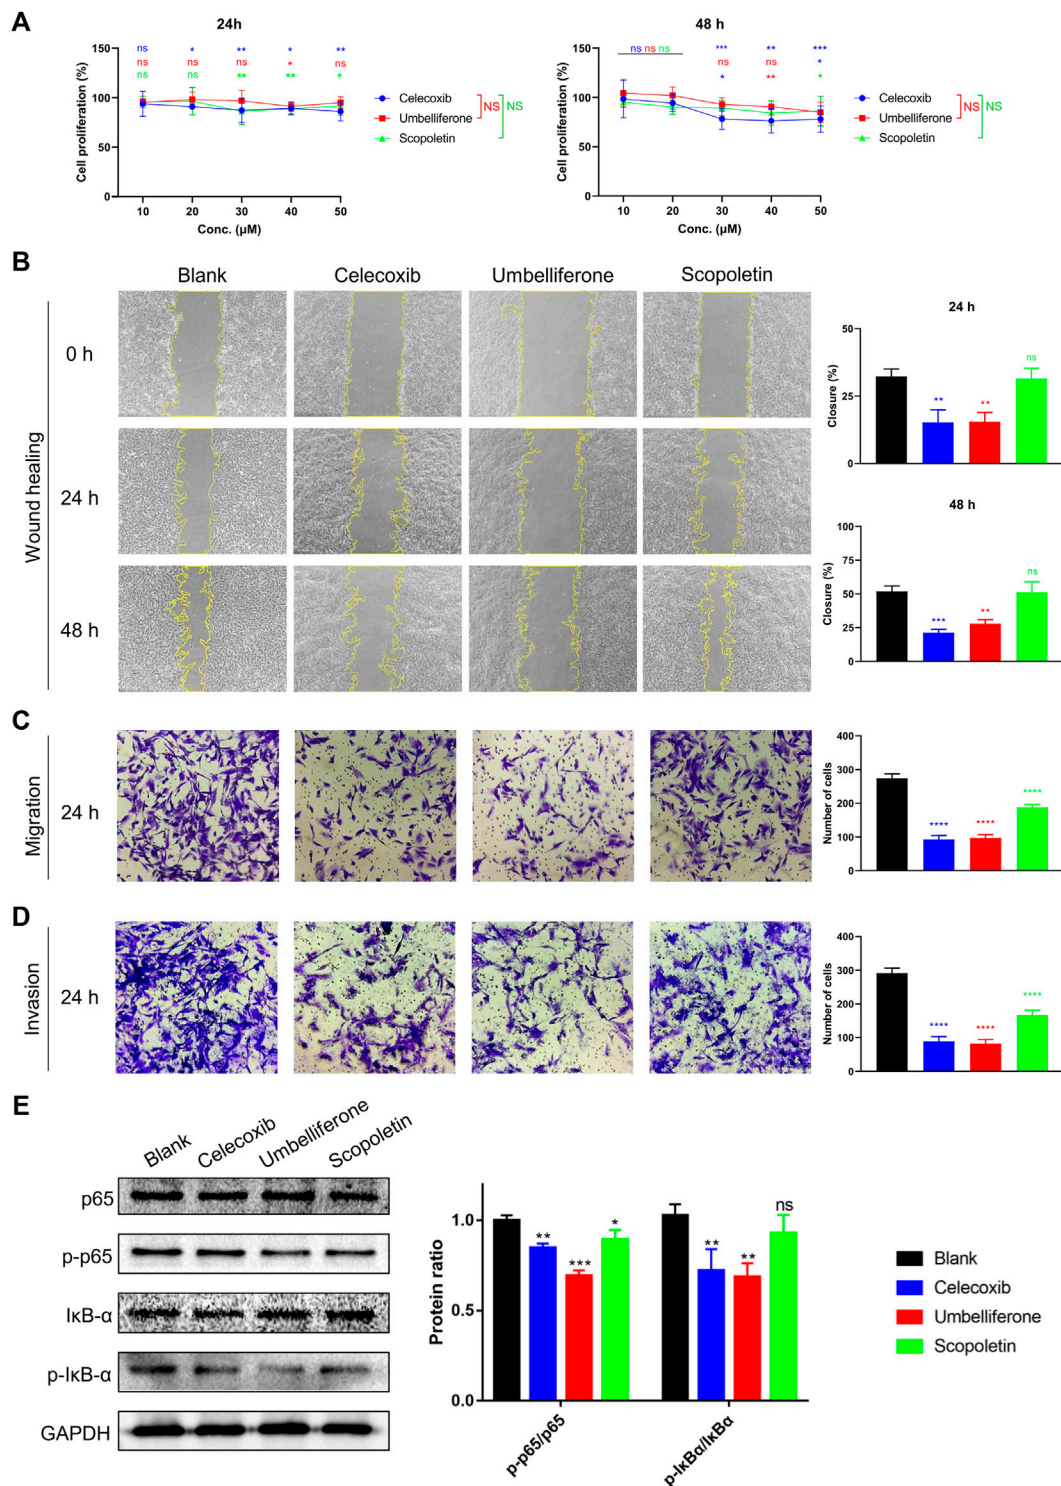 A
24h
Cell proliferation (%)
150
100
50
0
ns * ** * **
ns ns ns * ns
ns ns ** ** *
10 20 30 40 50
Conc. (µM)
Celecoxib
Umbelliferone
Scopoletin
NS NS
48 h
Cell proliferation (%)
150
100
50
0
ns ns ns *** ** ***
ns ns *
* ** *
10 20 30 40 50
Conc. (µM)
Celecoxib
Umbelliferone
Scopoletin
NS NS
B
Blank Celecoxib Umbelliferone Scopoletin
Wound healing
0 h
24 h
48 h
24 h
Closure (%)
50
25
0
** ** ns
48 h
Closure (%)
100
75
50
25
0
*** ** ns
C
Migration
24 h
Number of cells
400
300
200
100
0
**** **** ****
D
Invasion
24 h
Number of cells
400
300
200
100
0
**** **** ****
E
Blank Celecoxib Umbelliferone Scopoletin
p65
p-p65
IκB-α
p-IκB-α
GAPDH
Protein ratio
1.0
0.5
0.0
** *** * ** ** ns
p-p65/p65
p-IκBα/IκBα
Blank
Celecoxib
Umbelliferone
Scopoletin